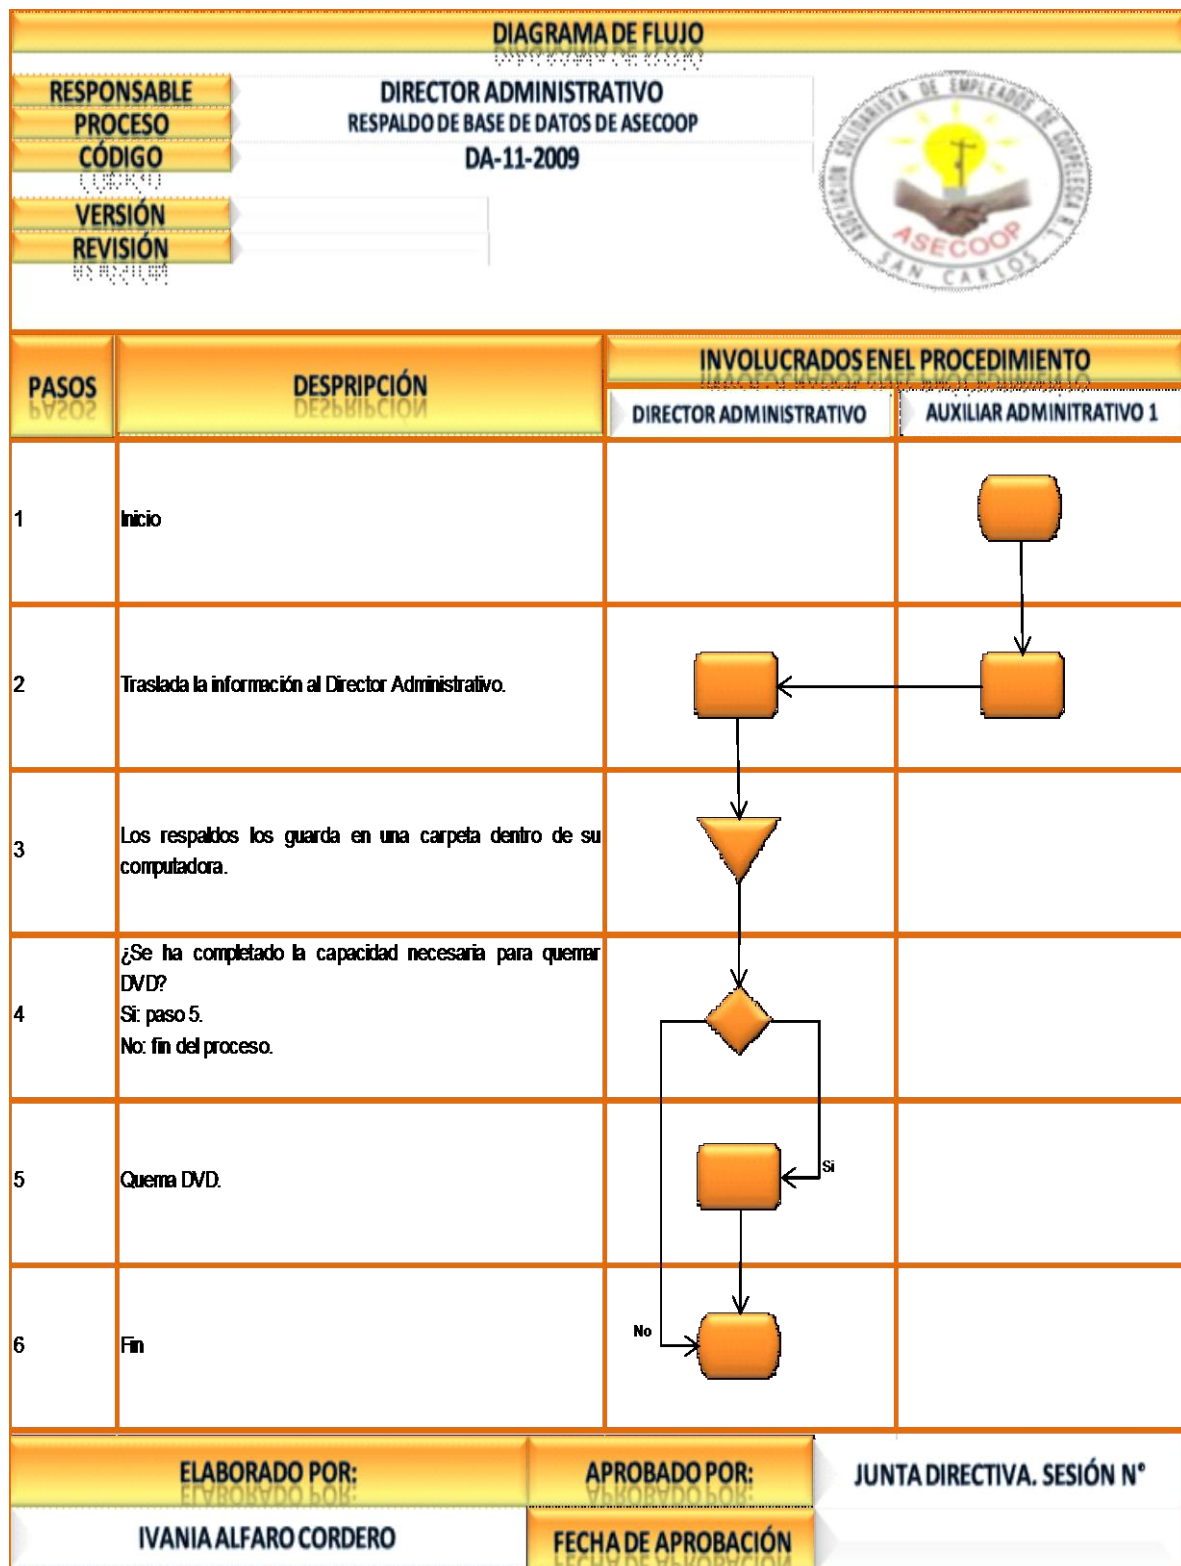 DIAGRAMA DE FLUJO
RESPONSABLE
DIRECTOR ADMINISTRATIVO
PROCESO
RESPALDO DE BASE DE DATOS DE ASECOOP
CÓDIGO
DA-11-2009
VERSIÓN
REVISIÓN
ASOCIACION SOLIDARISTA DE EMPLEADOS DE COOPELESCA R.L.
ASECOOP
SAN CARLOS
PASOS
DESPRIPCIÓN
INVOLUCRADOS ENEL PROCEDIMIENTO
DIRECTOR ADMINISTRATIVO
AUXILIAR ADMINITRATIVO 1
1
Inicio
2
Traslada la información al Director Administrativo.
3
Los respaldos los guarda en una carpeta dentro de su
computadora.
4
¿Se ha completado la capacidad necesaria para quemar
DVD?
Si: paso 5.
No: fin del proceso.
5
Quema DVD.
Si
6
Fin
No
ELABORADO POR:
APROBADO POR:
JUNTA DIRECTIVA. SESIÓN N°
IVANIA ALFARO CORDERO
FECHA DE APROBACIÓN